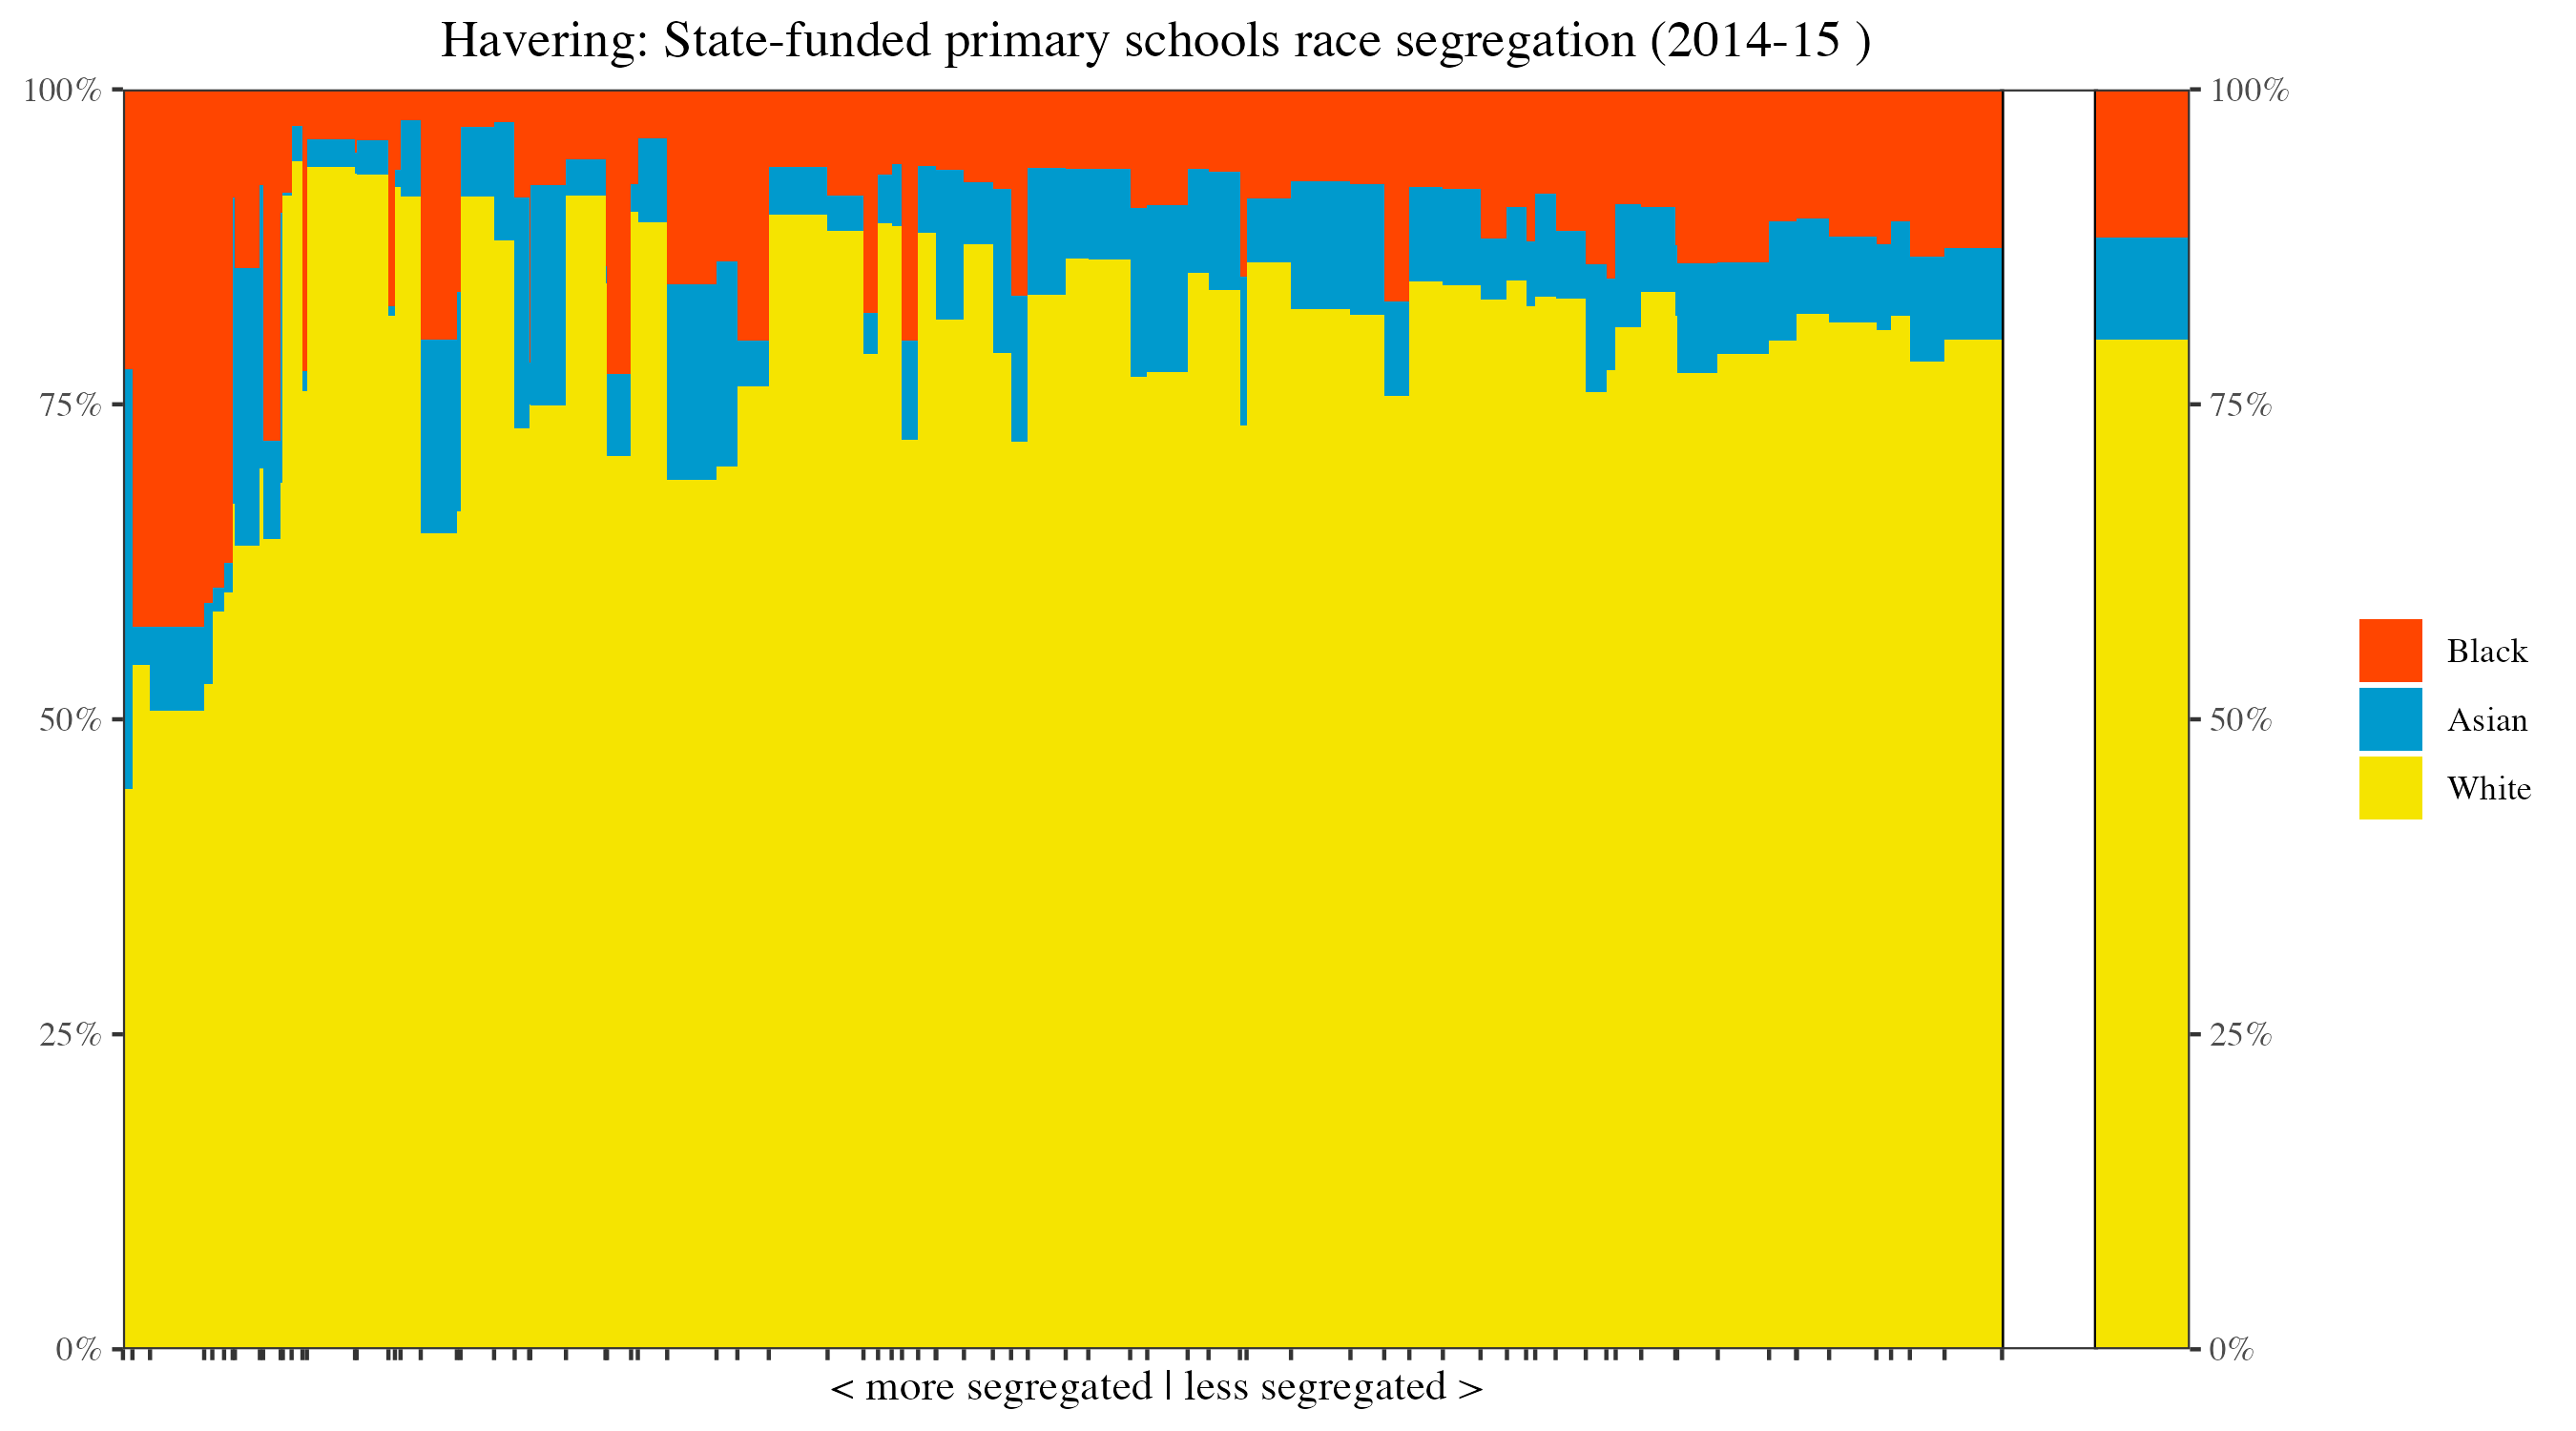 Havering: State-funded primary schools race segregation (2014-15 )
100%
75%
50%
25%
0%
100%
75%
50%
25%
0%
Black
Asian
White
< more segregated | less segregated >